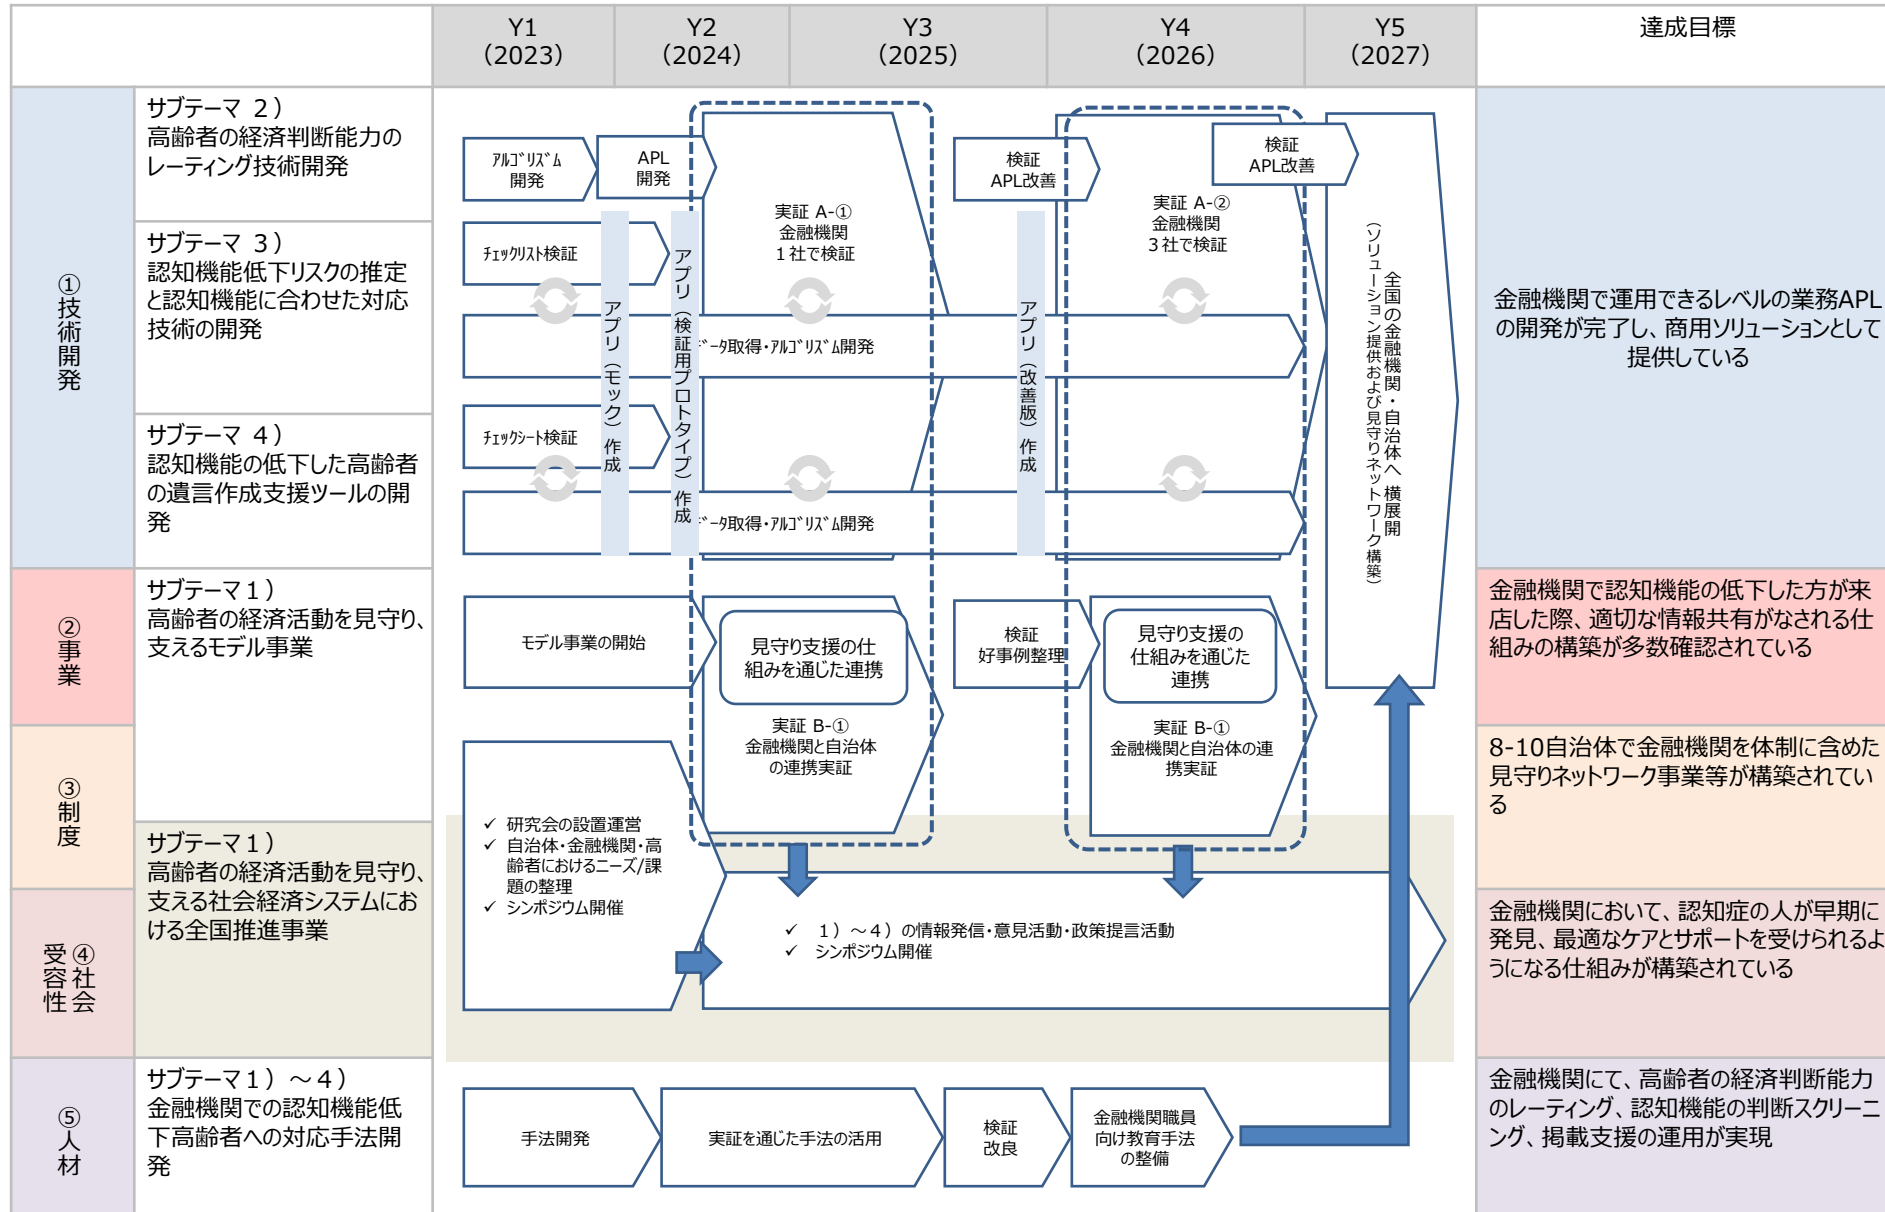 Y1
（2023）
Y2
（2024）
Y3
（2025）
Y4
（2026）
Y5
（2027）
達成目標
①技術開発
サブテーマ ２）
高齢者の経済判断能力の
レーティング技術開発
サブテーマ ３）
認知機能低下リスクの推定
と認知機能に合わせた対応
技術の開発
サブテーマ ４）
認知機能の低下した高齢者
の遺言作成支援ツールの開
発
ｱﾙｺﾞﾘｽﾞﾑ
開発
APL
開発
実証 A-①
金融機関
１社で検証
検証
APL改善
実証 A-②
金融機関
３社で検証
検証
APL改善
ﾁｪｯｸﾘｽﾄ検証
ﾃﾞｰﾀ取得・ｱﾙｺﾞﾘｽﾞﾑ開発
ﾁｪｯｸｼｰﾄ検証
ﾃﾞｰﾀ取得・ｱﾙｺﾞﾘｽﾞﾑ開発
アプリ（モック）作成
アプリ（検証用プロトタイプ）作成
アプリ（改善版）作成
全国の金融機関・自治体へ横展開
（ソリューション提供および見守りネットワーク構築）
金融機関で運用できるレベルの業務APL
の開発が完了し、商用ソリューションとして
提供している
②事業
サブテーマ１）
高齢者の経済活動を見守り、
支えるモデル事業
モデル事業の開始
見守り支援の仕
組みを通じた連携
実証 B-①
金融機関と自治体
の連携実証
検証
好事例整理
見守り支援の
仕組みを通じた
連携
実証 B-①
金融機関と自治体の連
携実証
金融機関で認知機能の低下した方が来
店した際、適切な情報共有がなされる仕
組みの構築が多数確認されている
③制度
8-10自治体で金融機関を体制に含めた
見守りネットワーク事業等が構築されてい
る
サブテーマ１）
高齢者の経済活動を見守り、
支える社会経済システムにお
ける全国推進事業
✓ 研究会の設置運営
✓ 自治体・金融機関・高
齢者におけるニーズ/課
題の整理
✓ シンポジウム開催
✓ １）～４）の情報発信・意見活動・政策提言活動
✓ シンポジウム開催
④社会
受容性
金融機関において、認知症の人が早期に
発見、最適なケアとサポートを受けられるよ
うになる仕組みが構築されている
⑤人材
サブテーマ１）～４）
金融機関での認知機能低
下高齢者への対応手法開
発
手法開発
実証を通じた手法の活用
検証
改良
金融機関職員
向け教育手法
の整備
金融機関にて、高齢者の経済判断能力
のレーティング、認知機能の判断スクリーニ
ング、掲載支援の運用が実現